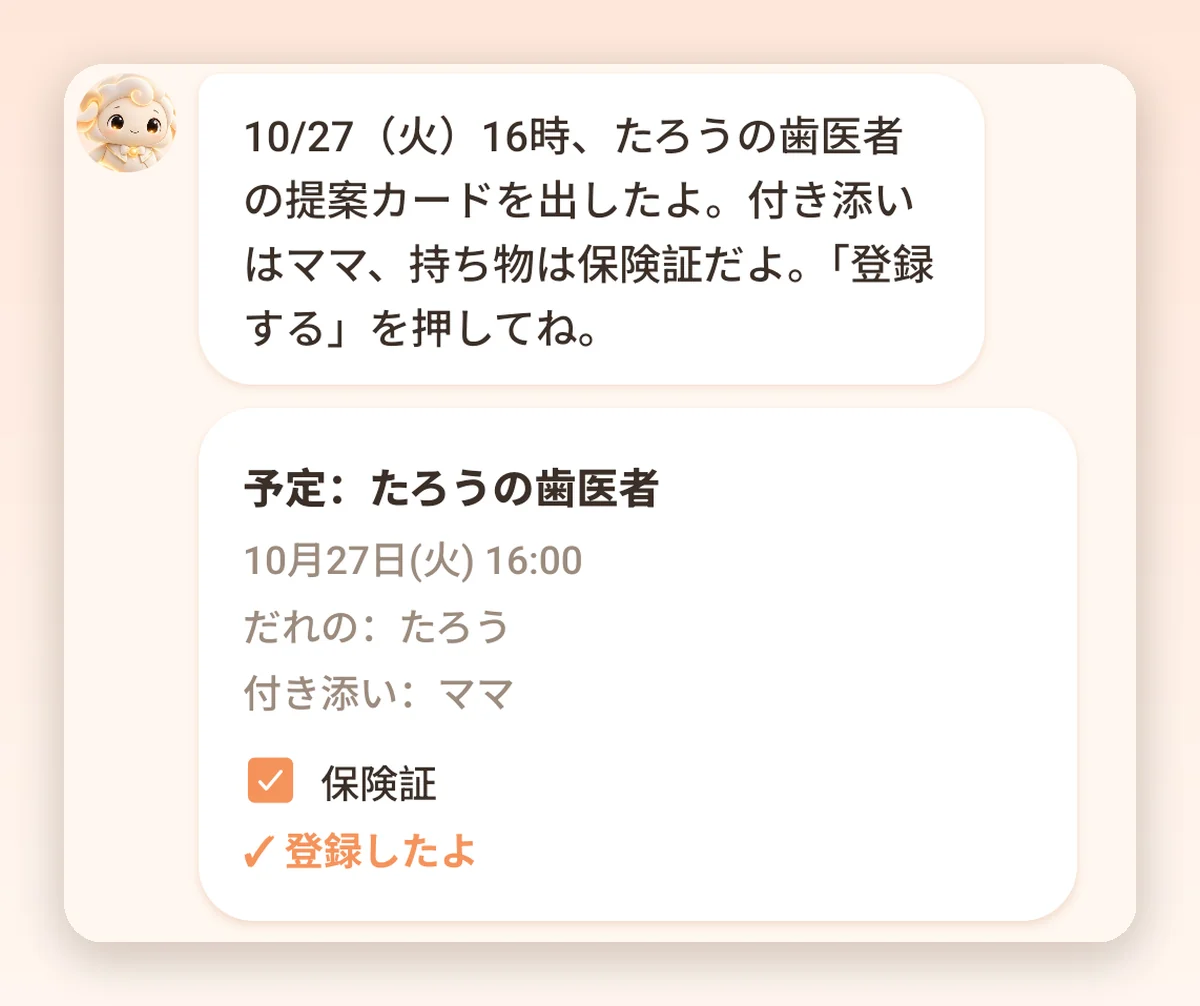 10/27（火）16時、たろうの歯医者
の提案カードを出したよ。付き添い
はママ、持ち物は保険証だよ。「登録
する」を押してね。
予定：たろうの歯医者
10月27日(火) 16:00
だれの：たろう
付き添い：ママ
保険証
✓登録したよ